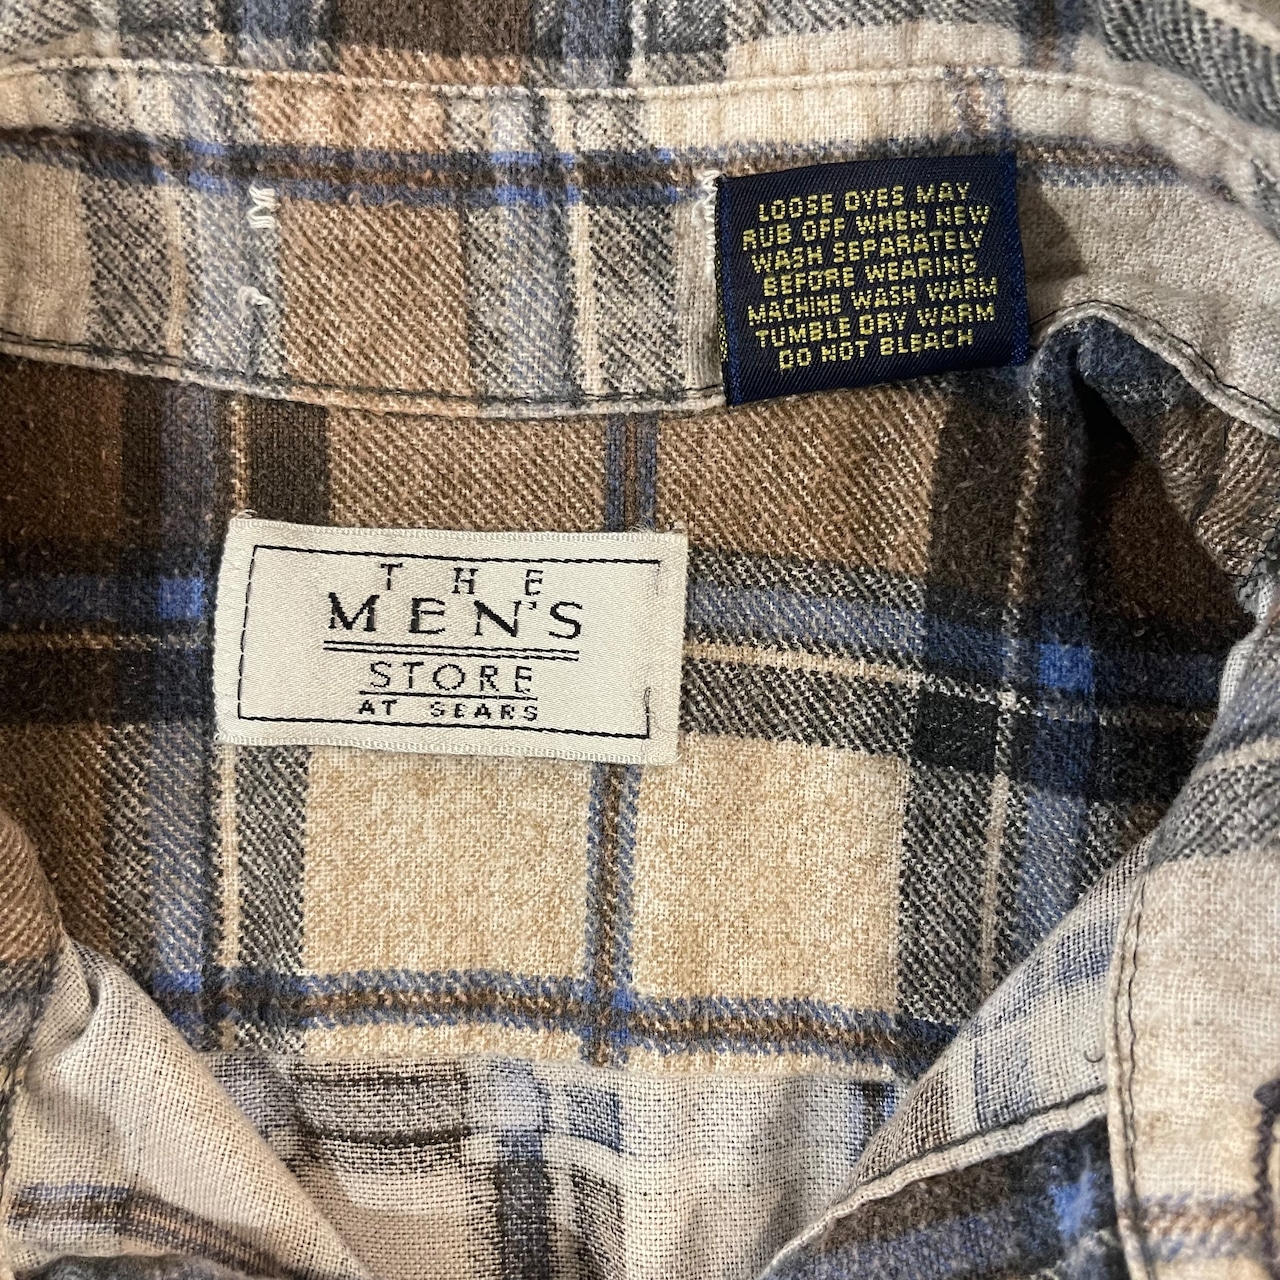 LOOSE DYES MAY
RUB OFF WHEN NEW
WASH SEPARATELY
BEFORE WEARING
MACHINE WASH WARM
TUMBLE DRY WARM
DO NOT BLEACH
THE
MEN'S
STORE
AT SEARS